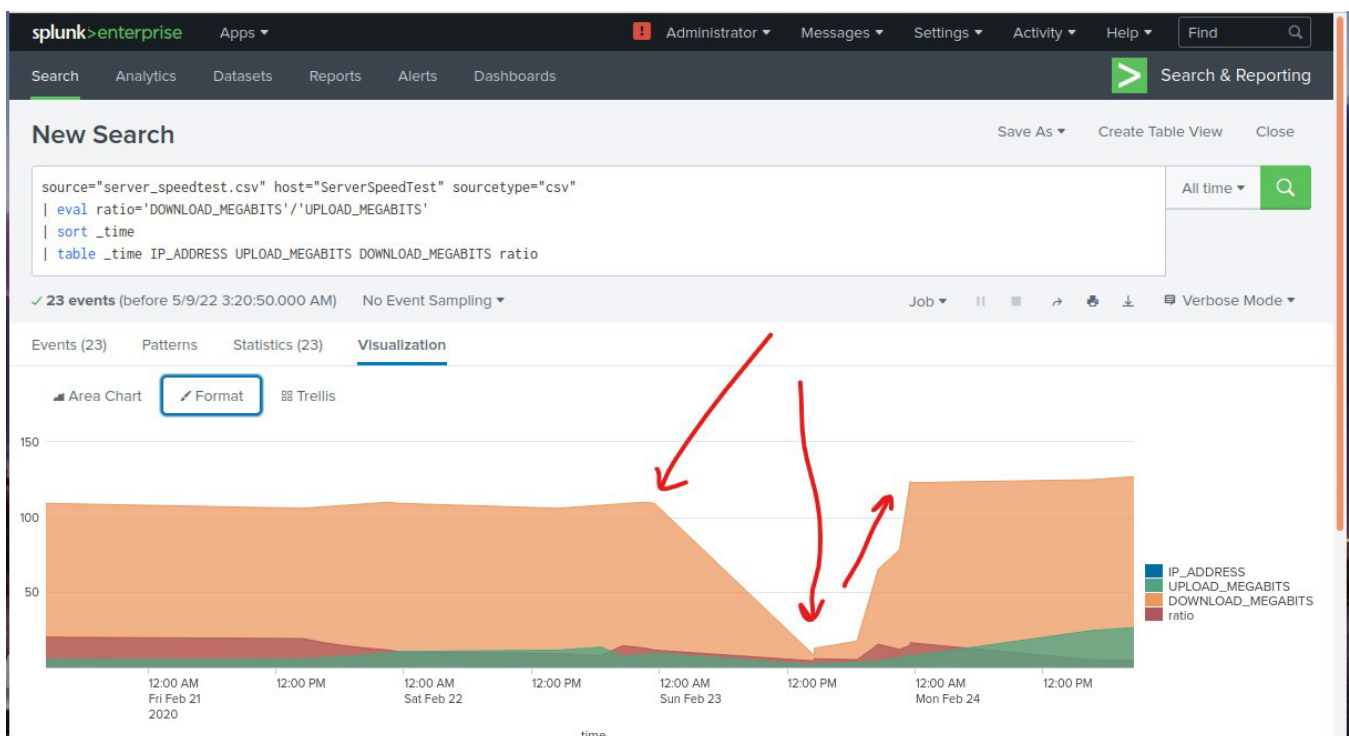 splunk>enterprise Apps Administrator Messages Settings Activity Help Find
Search Analytics Datasets Reports Alerts Dashboards Search & Reporting
New Search Save As Create Table View Close
source="server_speedtest.csv" host="ServerSpeedTest" sourcetype="csv"
| eval ratio='DOWNLOAD_MEGABITS'/'UPLOAD_MEGABITS'
| sort _time
| table _time IP_ADDRESS UPLOAD_MEGABITS DOWNLOAD_MEGABITS ratio
All time
✓ 23 events (before 5/9/22 3:20:50.000 AM) No Event Sampling Job Verbose Mode
Events (23) Patterns Statistics (23) Visualization
Area Chart Format Trellis
150
100
50
IP_ADDRESS
UPLOAD_MEGABITS
DOWNLOAD_MEGABITS
ratio
12:00 AM 12:00 PM 12:00 AM 12:00 PM 12:00 AM 12:00 PM 12:00 AM 12:00 PM
Fri Feb 21 Sat Feb 22 Sun Feb 23 Mon Feb 24
2020
time